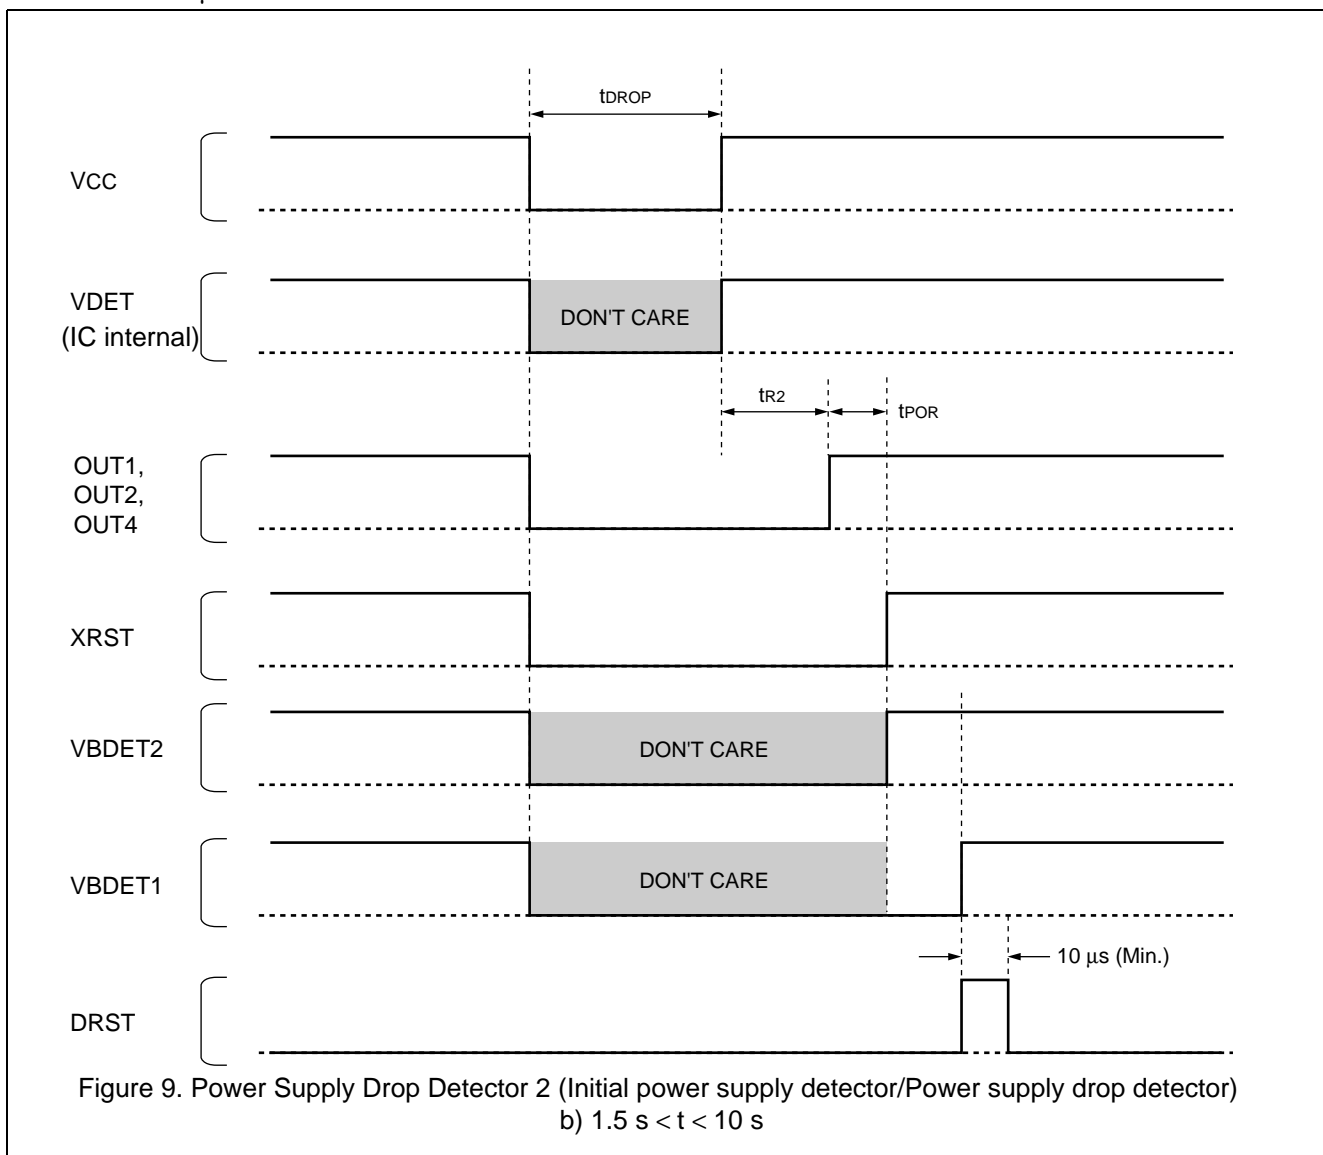 tDROP
VCC
VDET
(IC internal)
DON'T CARE
tR2
tPOR
OUT1,
OUT2,
OUT4
XRST
VBDET2
DON'T CARE
VBDET1
DON'T CARE
10 μs (Min.)
DRST
Figure 9. Power Supply Drop Detector 2 (Initial power supply detector/Power supply drop detector)
b) 1.5 s < t < 10 s